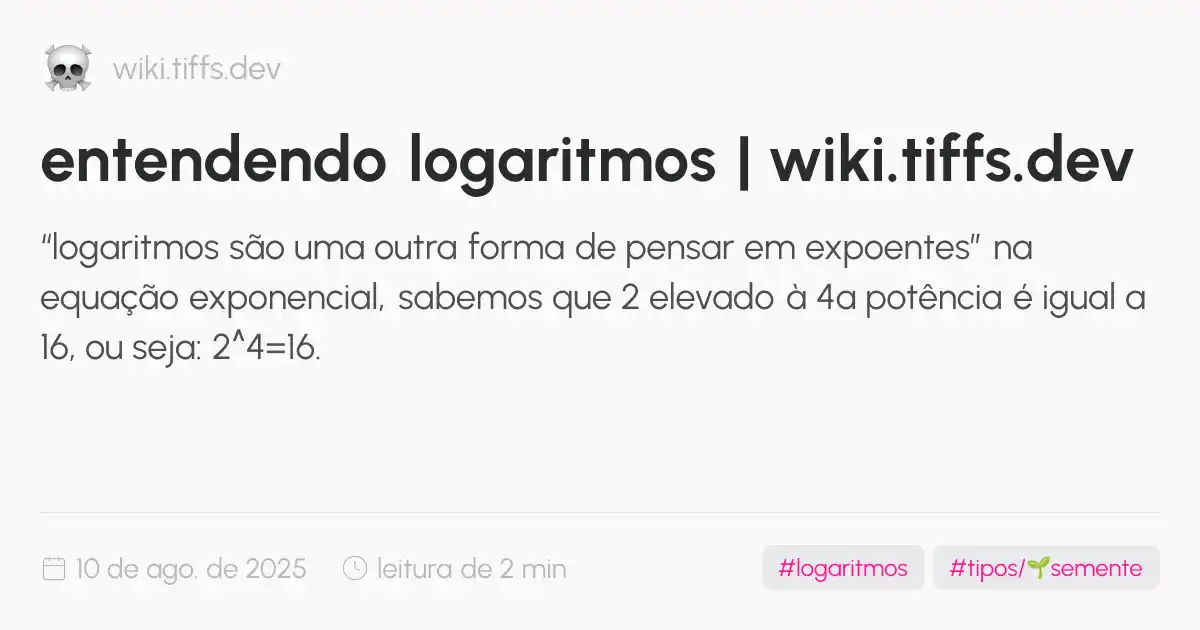 wiki.tiffs.dev
entendendo logaritmos | wiki.tiffs.dev
“logaritmos são uma outra forma de pensar em expoentes” na
equação exponencial, sabemos que 2 elevado à 4a potência é igual a
16, ou seja: 2^4=16.
10 de ago. de 2025 leitura de 2 min #logaritmos #tipos/🌱semente